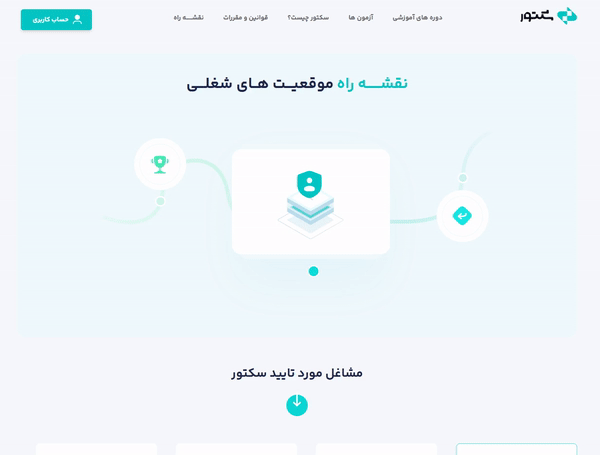 سکتور
دوره های آموزشی
آزمون ها
سکتور چیست؟
قوانین و مقررات
نقشـــه راه
حساب کاربری
نقشـــه راه موقعیـت هـای شغلـی
مشاغل مورد تایید سکتور